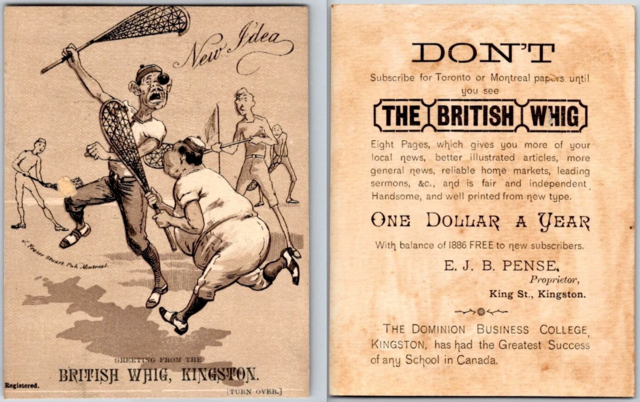 New Idea
J. Fraser Stuart Pub. Montreal.
GREETING FROM THE
BRITISH WHIG, KINGSTON.
Registered.
[TURN OVER.]
DON'T
Subscribe for Toronto or Montreal papers until
you see
THE BRITISH WHIG
Eight Pages, which gives you more of your
local news, better illustrated articles, more
general news, reliable home markets, leading
sermons, &c., and is fair and independent
Handsome, and well printed from new type.
ONE DOLLAR A YEAR
With balance of 1886 FREE to new subscribers.
E. J. B. PENSE,
Proprietor,
King St., Kingston.
THE DOMINION BUSINESS COLLEGE,
KINGSTON, has had the Greatest Success
of any School in Canada.